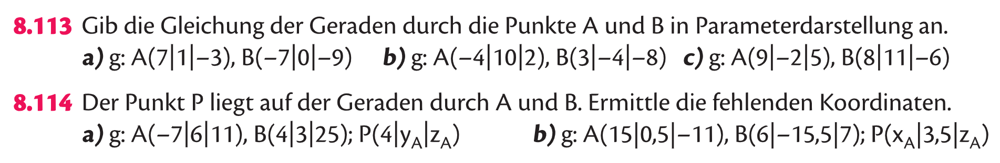 8.113 Gib die Gleichung der Geraden durch die Punkte A und B in Parameterdarstellung an.
a) g: A(7|1|−3), B(−7|0|−9) b) g: A(−4|10|2), B(3|−4|−8) c) g: A(9|−2|5), B(8|11|−6)
8.114 Der Punkt P liegt auf der Geraden durch A und B. Ermittle die fehlenden Koordinaten.
a) g: A(−7|6|11), B(4|3|25); P(4|y_A|z_A) b) g: A(15|0,5|−11), B(6|−15,5|7); P(x_A|3,5|z_A)